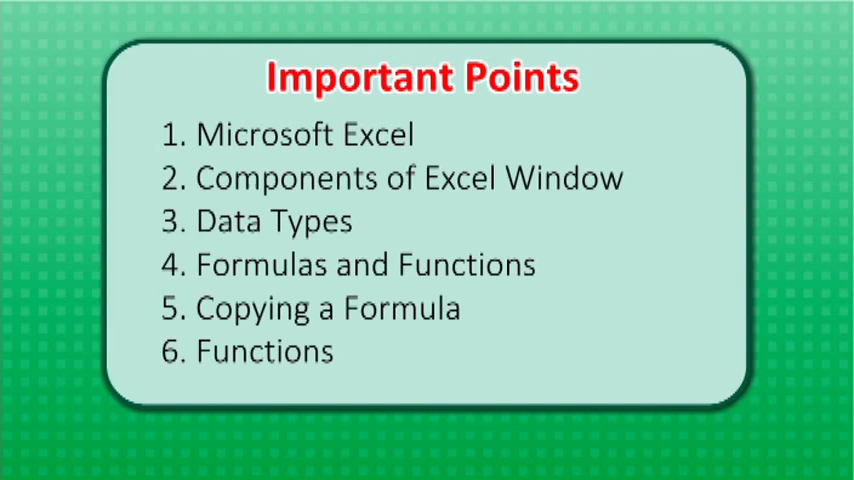 Important Points
1. Microsoft Excel
2. Components of Excel Window
3. Data Types
4. Formulas and Functions
5. Copying a Formula
6. Functions